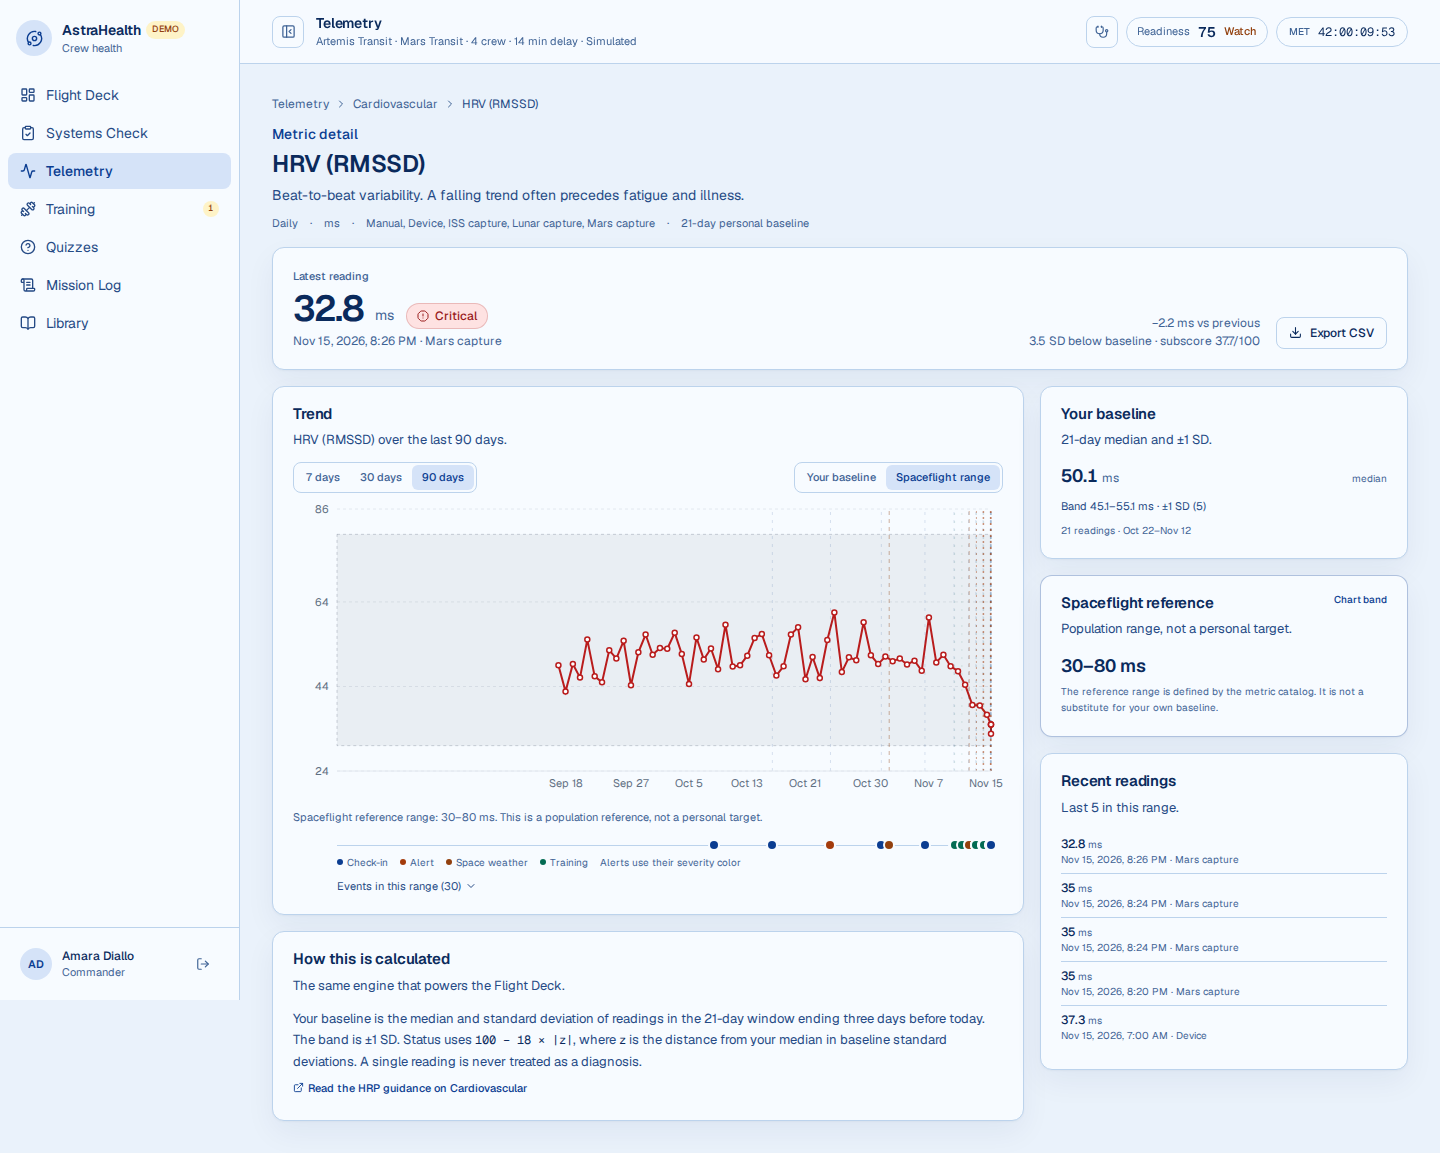 AstraHealth DEMO
Crew health
Flight Deck
Systems Check
Telemetry
Training 1
Quizzes
Mission Log
Library
AD
Amara Diallo
Commander
Telemetry
Artemis Transit · Mars Transit · 4 crew · 14 min delay · Simulated
Readiness 75 Watch
MET 42:00:09:53
Telemetry > Cardiovascular > HRV (RMSSD)
Metric detail
HRV (RMSSD)
Beat-to-beat variability. A falling trend often precedes fatigue and illness.
Daily · ms · Manual, Device, ISS capture, Lunar capture, Mars capture · 21-day personal baseline
Latest reading
32.8 ms Critical
Nov 15, 2026, 8:26 PM · Mars capture
−2.2 ms vs previous
3.5 SD below baseline · subscore 37.7/100
Export CSV
Trend
HRV (RMSSD) over the last 90 days.
7 days 30 days 90 days
Your baseline Spaceflight range
86
64
44
24
Sep 18 Sep 27 Oct 5 Oct 13 Oct 21 Oct 30 Nov 7 Nov 15
Spaceflight reference range: 30–80 ms. This is a population reference, not a personal target.
Check-in Alert Space weather Training Alerts use their severity color
Events in this range (30)
How this is calculated
The same engine that powers the Flight Deck.
Your baseline is the median and standard deviation of readings in the 21-day window ending three days before today.
The band is ±1 SD. Status uses 100 − 18 × |z|, where z is the distance from your median in baseline standard
deviations. A single reading is never treated as a diagnosis.
Read the HRP guidance on Cardiovascular
Your baseline
21-day median and ±1 SD.
50.1 ms median
Band 45.1–55.1 ms · ±1 SD (5)
21 readings · Oct 22–Nov 12
Spaceflight reference Chart band
Population range, not a personal target.
30–80 ms
The reference range is defined by the metric catalog. It is not a
substitute for your own baseline.
Recent readings
Last 5 in this range.
32.8 ms
Nov 15, 2026, 8:26 PM · Mars capture
35 ms
Nov 15, 2026, 8:24 PM · Mars capture
35 ms
Nov 15, 2026, 8:24 PM · Mars capture
35 ms
Nov 15, 2026, 8:20 PM · Mars capture
37.3 ms
Nov 15, 2026, 7:00 AM · Device